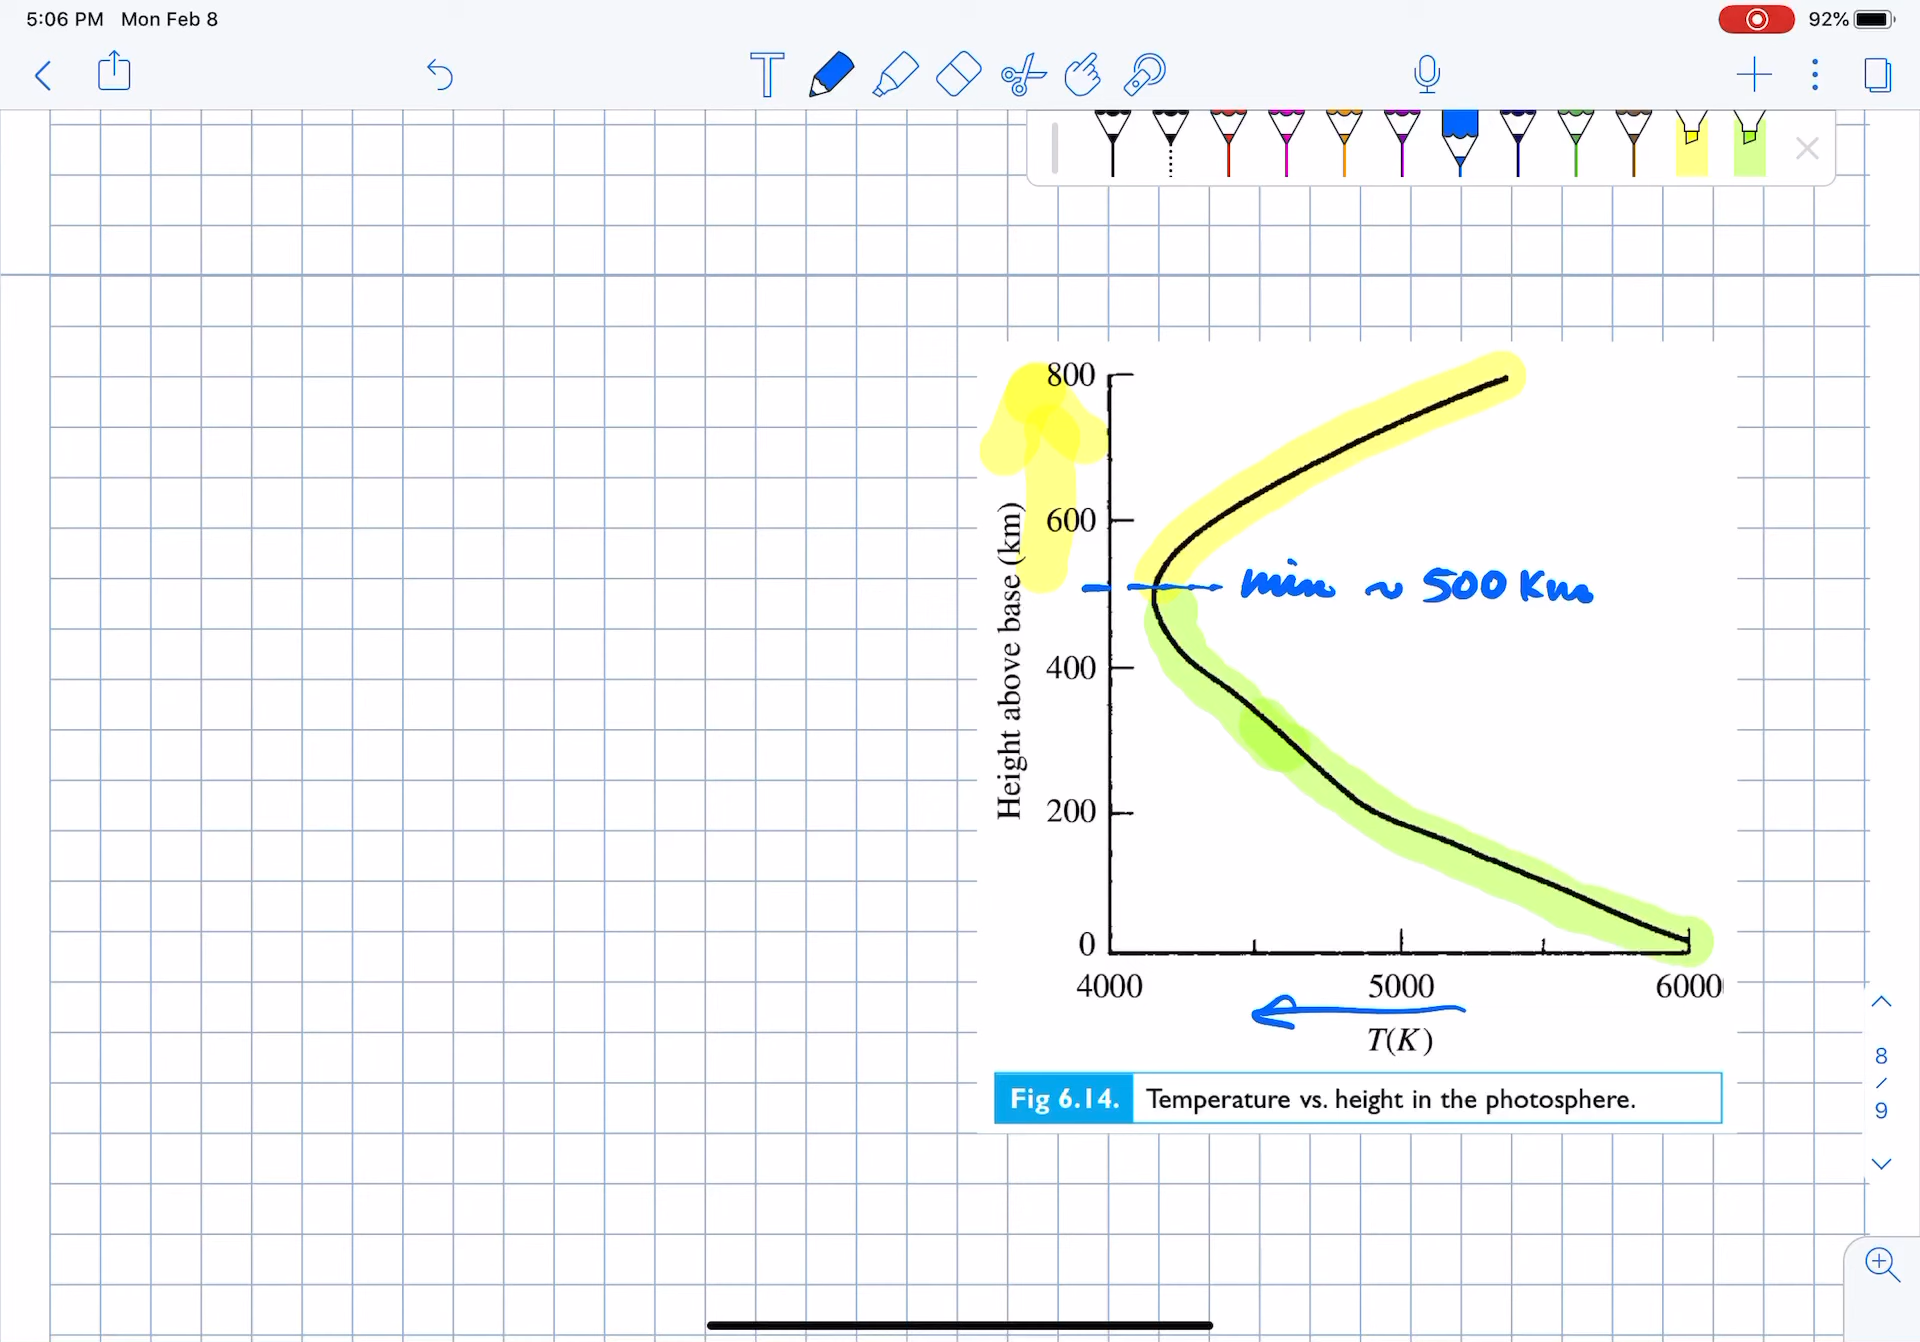 5:06 PM Mon Feb 8
92%
800
600
min ~ 500 Km
400
200
0
Height above base (km)
4000 5000 6000
T(K)
Fig 6.14. Temperature vs. height in the photosphere.
8
/
9